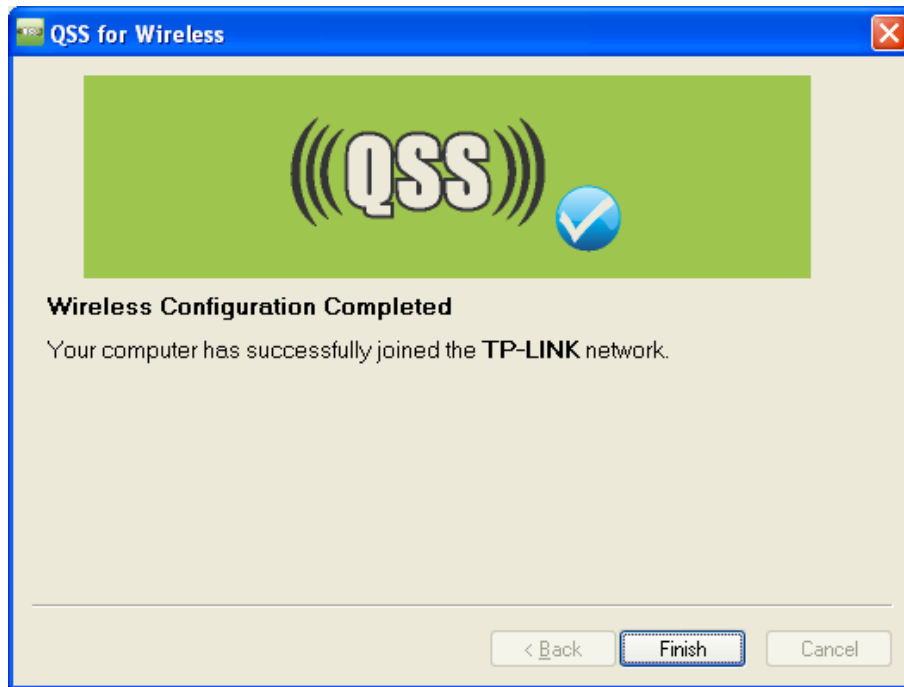 QSS for Wireless
(((QSS)))
Wireless Configuration Completed
Your computer has successfully joined the TP-LINK network.
< Back Finish Cancel